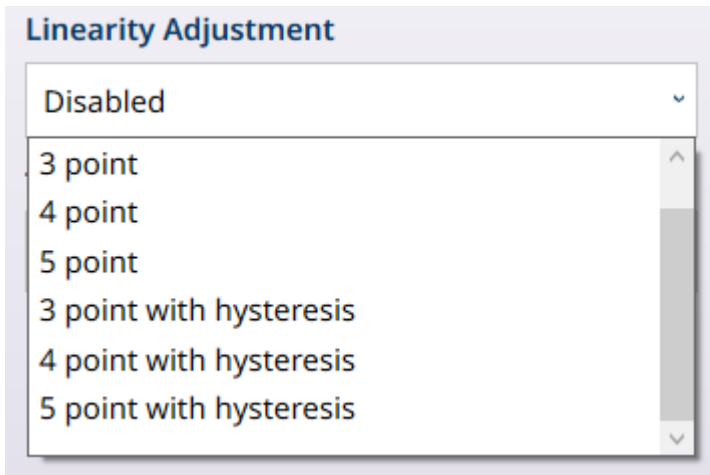 Linearity Adjustment
Disabled
3 point
4 point
5 point
3 point with hysteresis
4 point with hysteresis
5 point with hysteresis